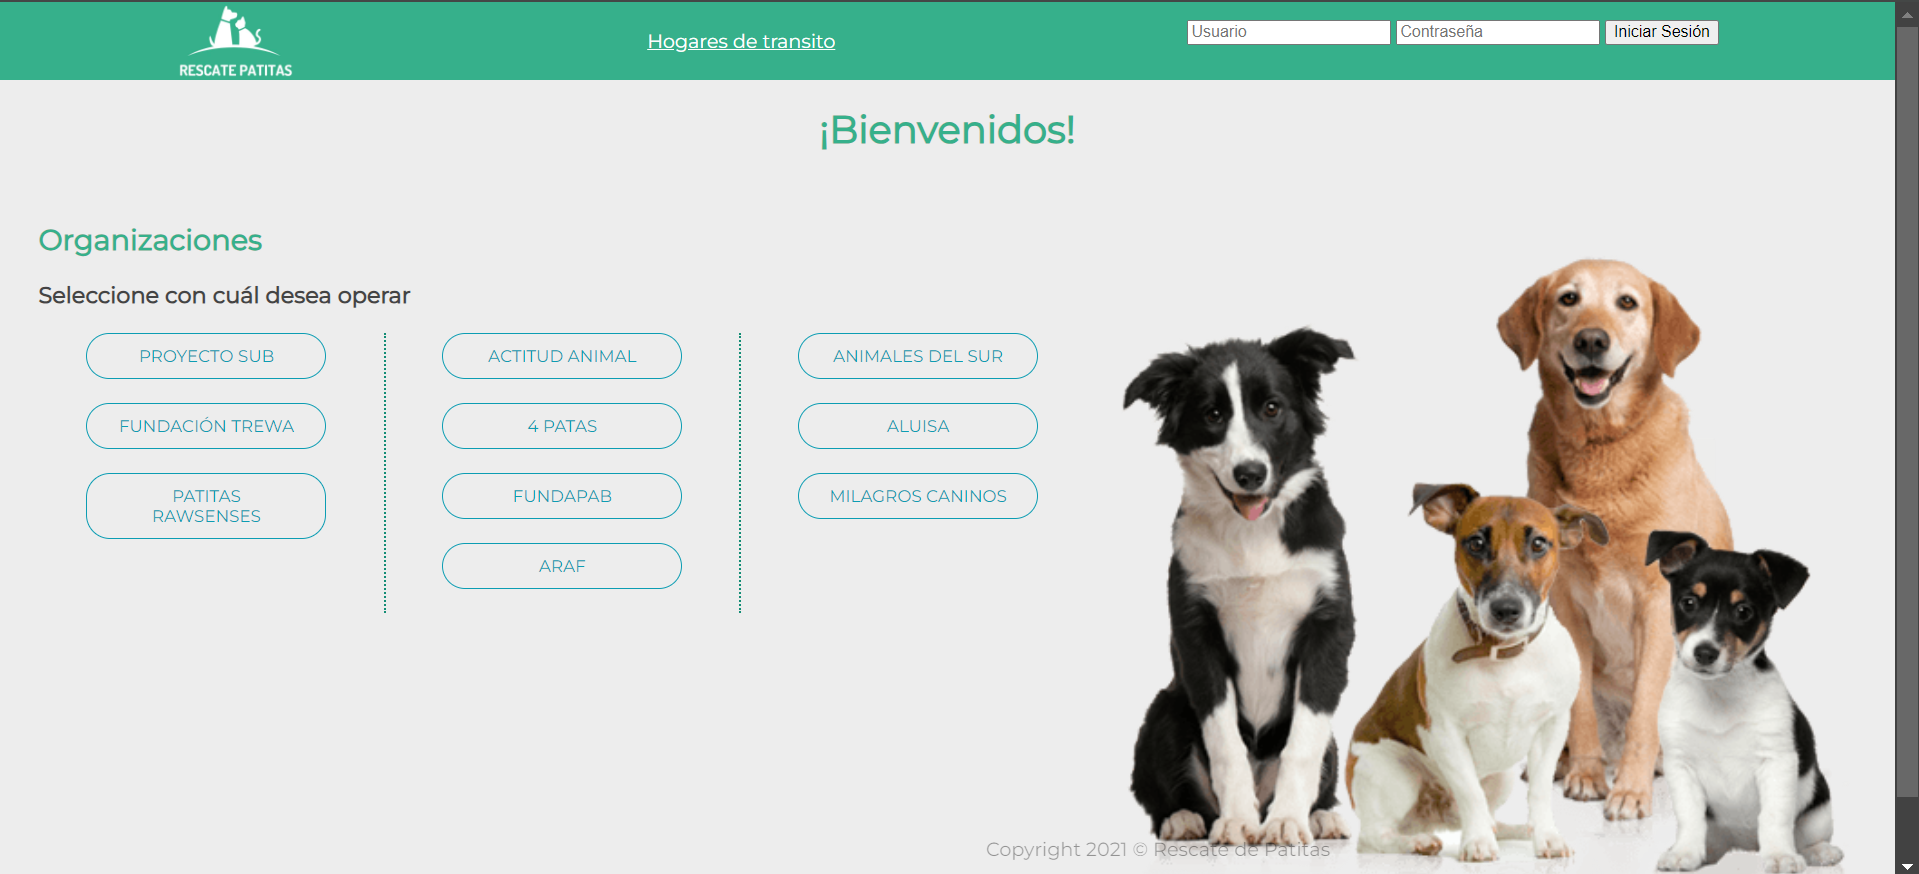 RESCATE PATITAS
Hogares de transito
Usuario
Contraseña
Iniciar Sesión
¡Bienvenidos!
Organizaciones
Seleccione con cuál desea operar
PROYECTO SUB
FUNDACIÓN TREWA
PATITAS
RAWSENSES
ACTITUD ANIMAL
4 PATAS
FUNDAPAB
ARAF
ANIMALES DEL SUR
ALUISA
MILAGROS CANINOS
Copyright 2021 © Rescate de Patitas